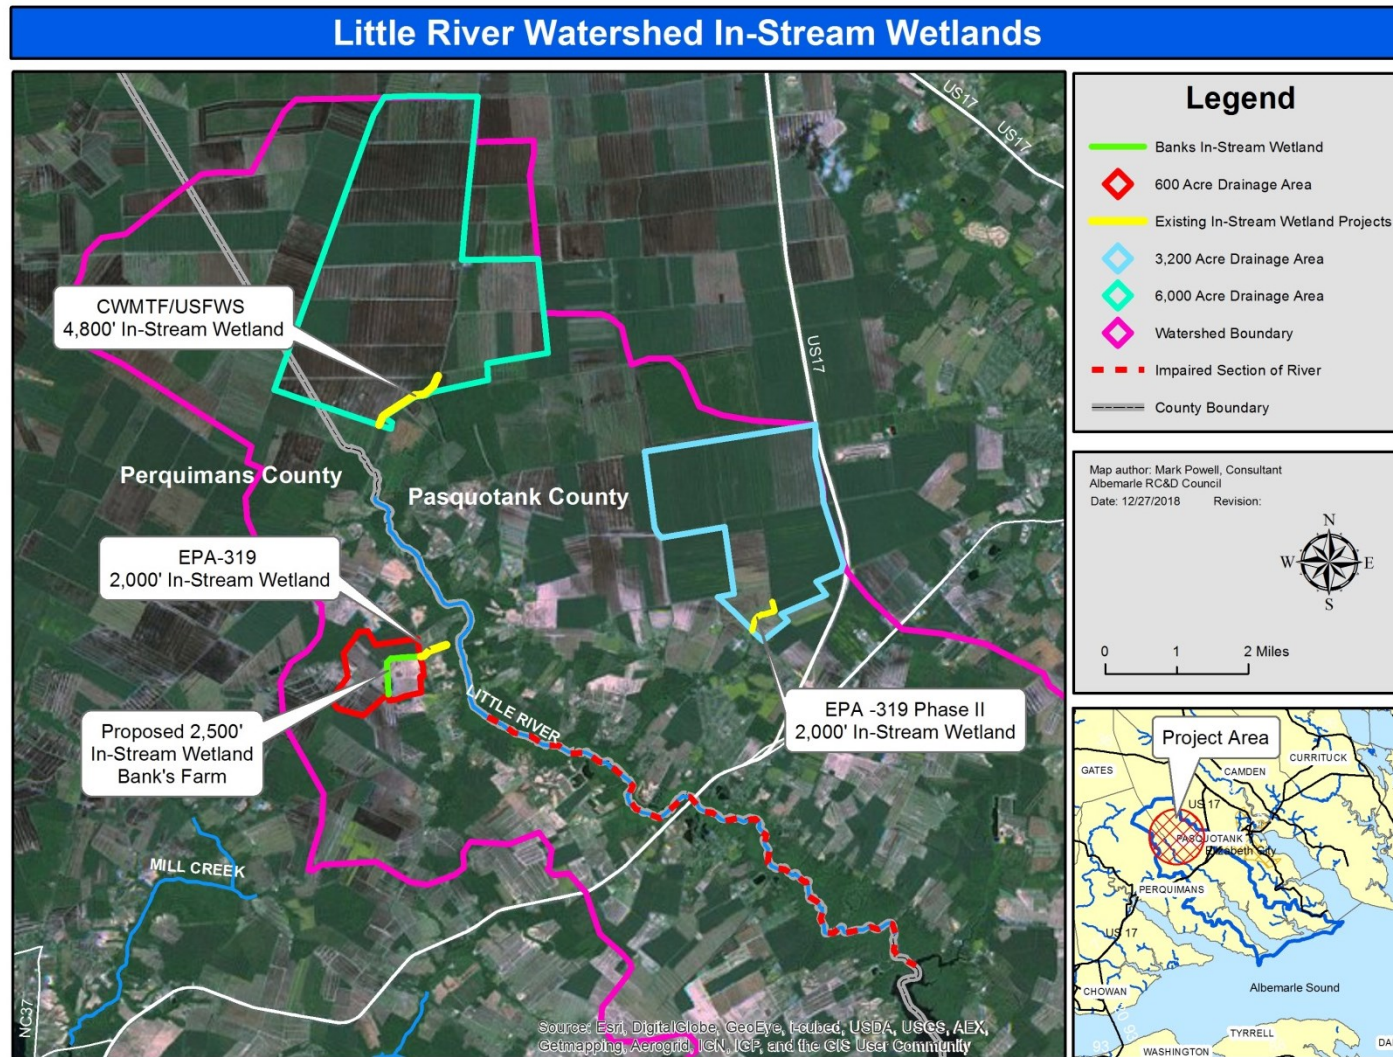 Little River Watershed In-Stream Wetlands
US17
US17
CWMTF/USFWS
4,800' In-Stream Wetland
US17
Perquimans County
Pasquotank County
EPA-319
2,000' In-Stream Wetland
LITTLE RIVER
EPA -319 Phase II
2,000' In-Stream Wetland
Proposed 2,500'
In-Stream Wetland
Bank's Farm
MILL CREEK
NC37
Source: Esri, DigitalGlobe, GeoEye, i-cubed, USDA, USGS, AEX,
Getmapping, Aerogrid, IGN, IGP, and the GIS User Community
Legend
Banks In-Stream Wetland
600 Acre Drainage Area
Existing In-Stream Wetland Projects
3,200 Acre Drainage Area
6,000 Acre Drainage Area
Watershed Boundary
Impaired Section of River
County Boundary
Map author: Mark Powell, Consultant
Albemarle RC&D Council
Date: 12/27/2018 Revision:
N
W E
S
0 1 2 Miles
Project Area
GATES
CAMDEN
CURRITUCK
US 17
PASQUOTANK
Elizabeth City
PERQUIMANS
US 17
CHOWAN
Albemarle Sound
TYRRELL
WASHINGTON
DA
93